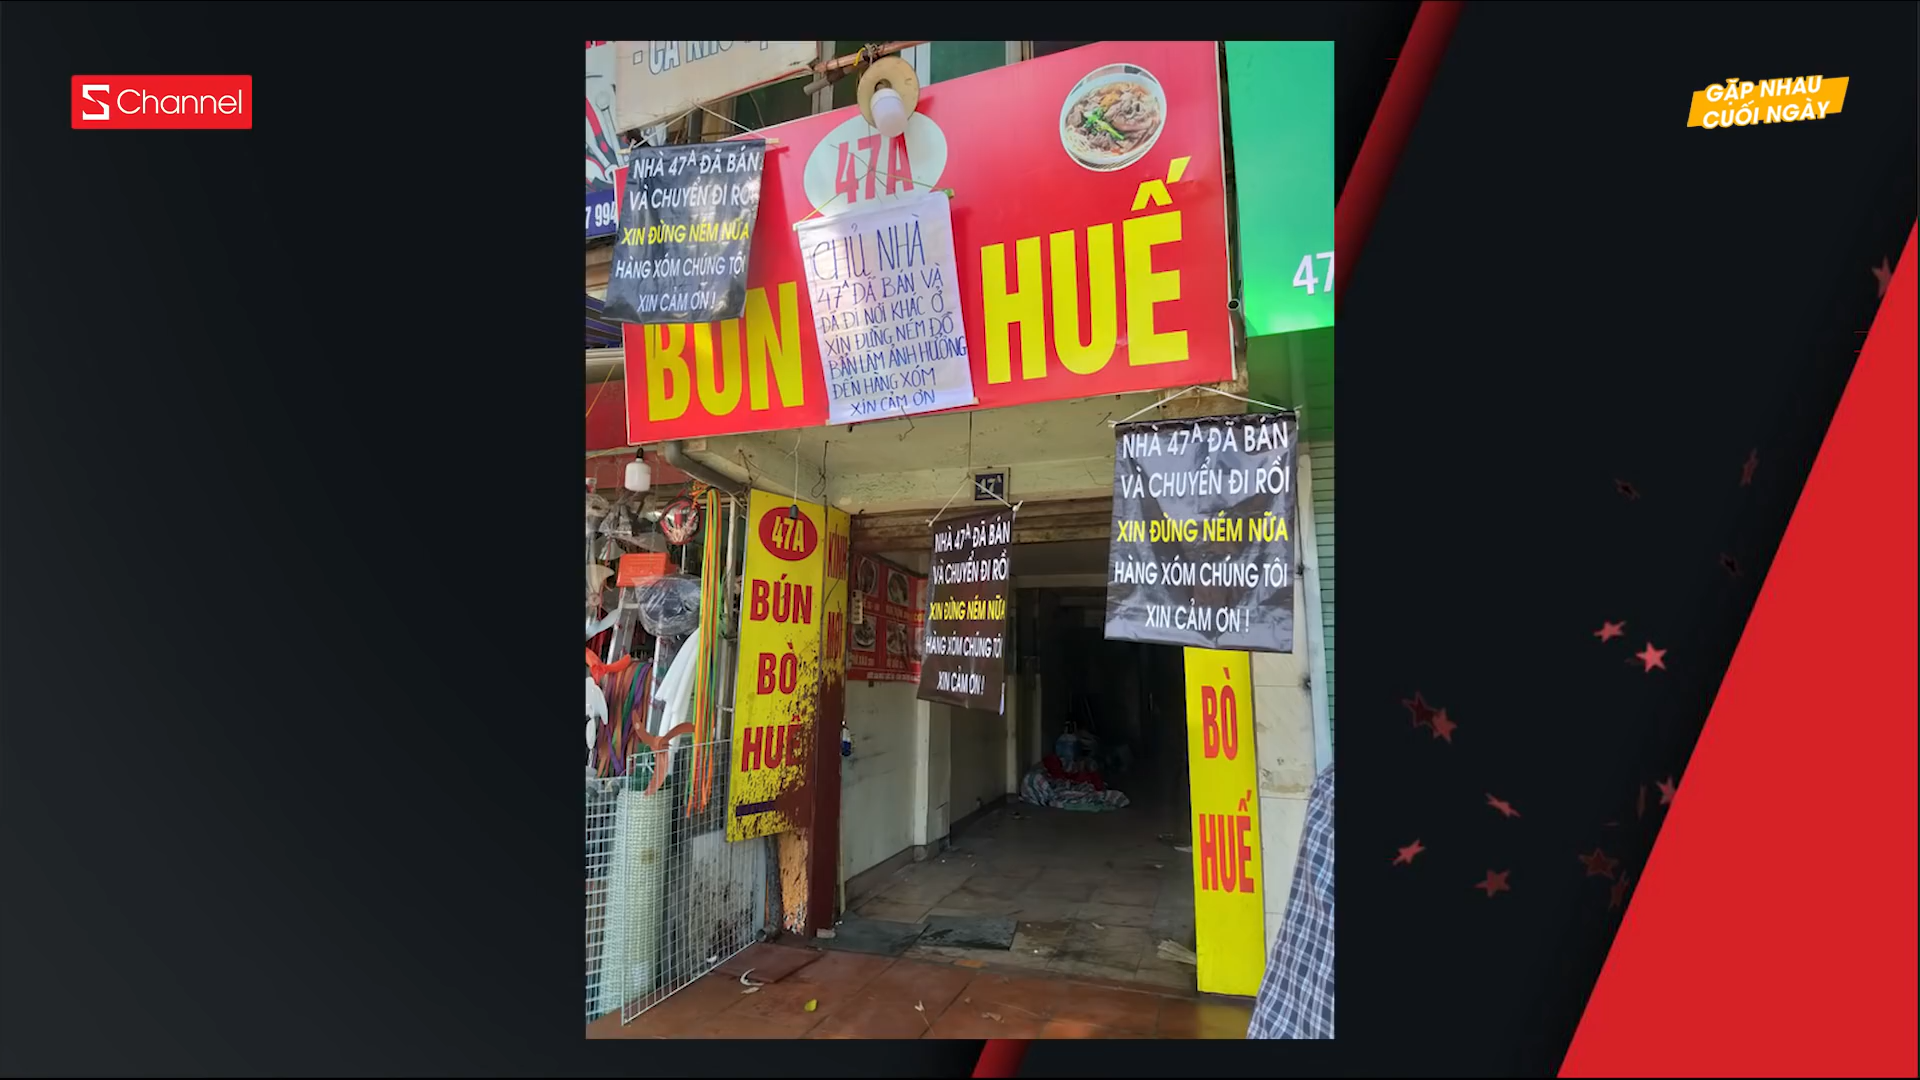 S Channel
GẶP NHAU
CUỐI NGÀY
47A
BÚN
HUẾ
NHÀ 47A ĐÃ BÁN
VÀ CHUYỂN ĐI RỒI
XIN ĐỪNG NÉM NỮA
HÀNG XÓM CHÚNG TÔI
XIN CẢM ƠN !
CHỦ NHÀ
47A ĐÃ BÁN VÀ
ĐÃ ĐI NƠI KHÁC Ở
XIN ĐỪNG NÉM ĐỒ
BẨN LÀM ẢNH HƯỞNG
ĐẾN HÀNG XÓM
XIN CẢM ƠN
47
7 994
47A
NHÀ 47A ĐÃ BÁN
VÀ CHUYỂN ĐI RỒI
XIN ĐỪNG NÉM NỮA
HÀNG XÓM CHÚNG TÔI
XIN CẢM ƠN !
NHÀ 47A ĐÃ BÁN
VÀ CHUYỂN ĐI RỒI
XIN ĐỪNG NÉM NỮA
HÀNG XÓM CHÚNG TÔI
XIN CẢM ƠN !
47A
BÚN
BÒ
HUẾ
KÍNH
BÒ
HUẾ